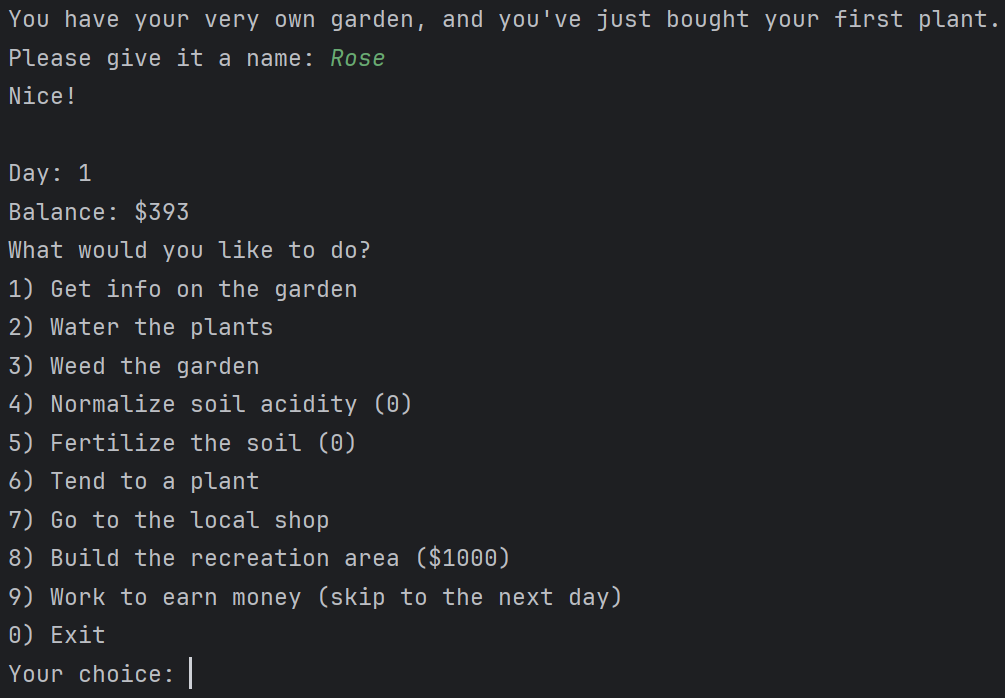 You have your very own garden, and you've just bought your first plant.
Please give it a name: Rose
Nice!
Day: 1
Balance: $393
What would you like to do?
1) Get info on the garden
2) Water the plants
3) Weed the garden
4) Normalize soil acidity (0)
5) Fertilize the soil (0)
6) Tend to a plant
7) Go to the local shop
8) Build the recreation area ($1000)
9) Work to earn money (skip to the next day)
0) Exit
Your choice: